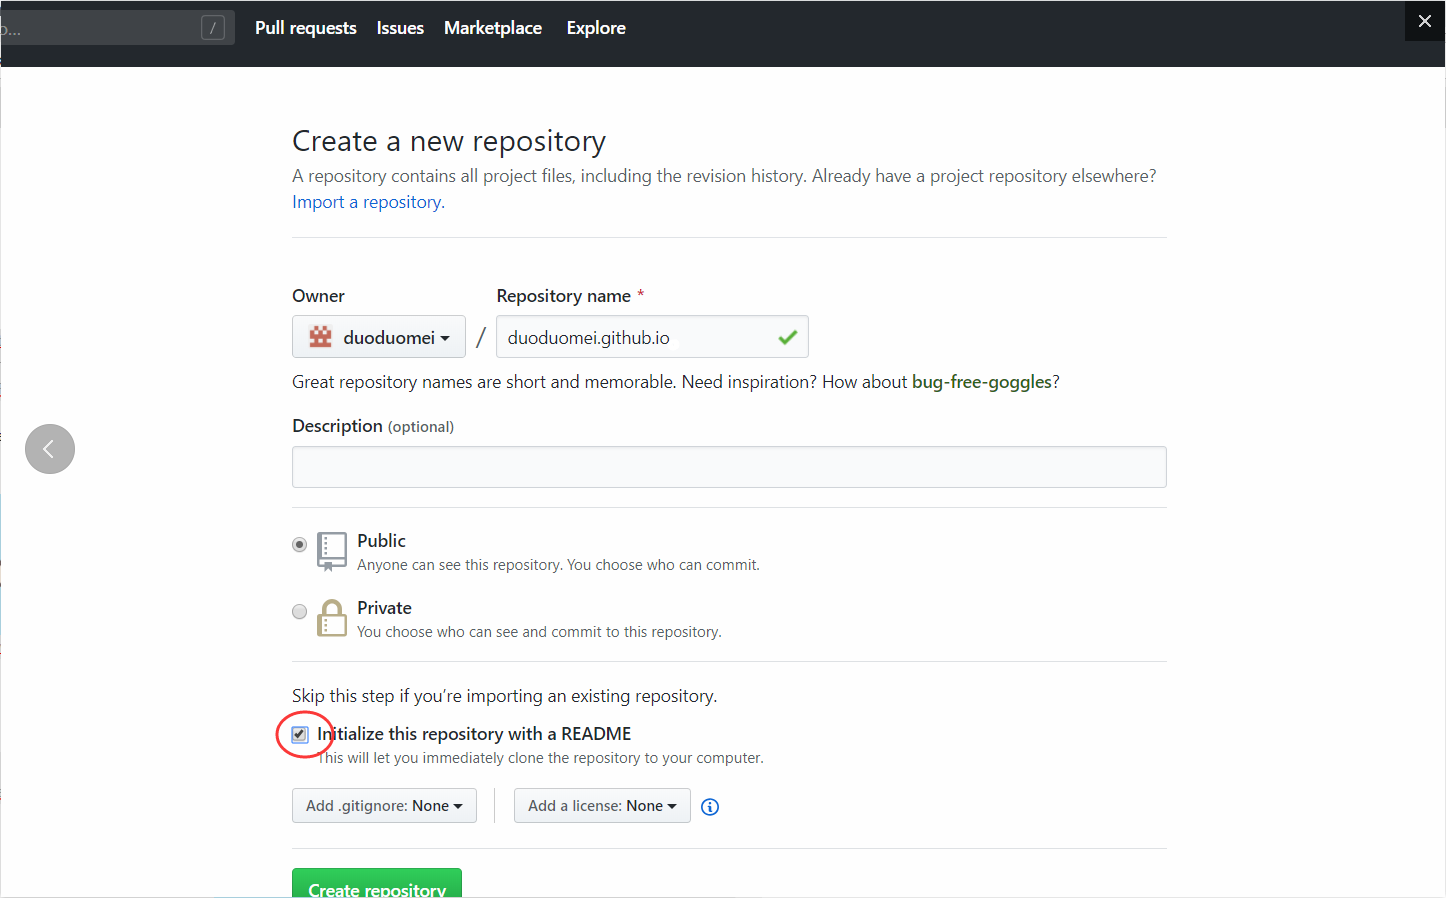 o...
/
Pull requests Issues Marketplace Explore
Create a new repository
A repository contains all project files, including the revision history. Already have a project repository elsewhere?
Import a repository.
Owner Repository name *
duoduomei / duoduomei.github.io
Great repository names are short and memorable. Need inspiration? How about bug-free-goggles?
Description (optional)
Public
Anyone can see this repository. You choose who can commit.
Private
You choose who can see and commit to this repository.
Skip this step if you’re importing an existing repository.
Initialize this repository with a README
This will let you immediately clone the repository to your computer.
Add .gitignore: None Add a license: None
Create repository